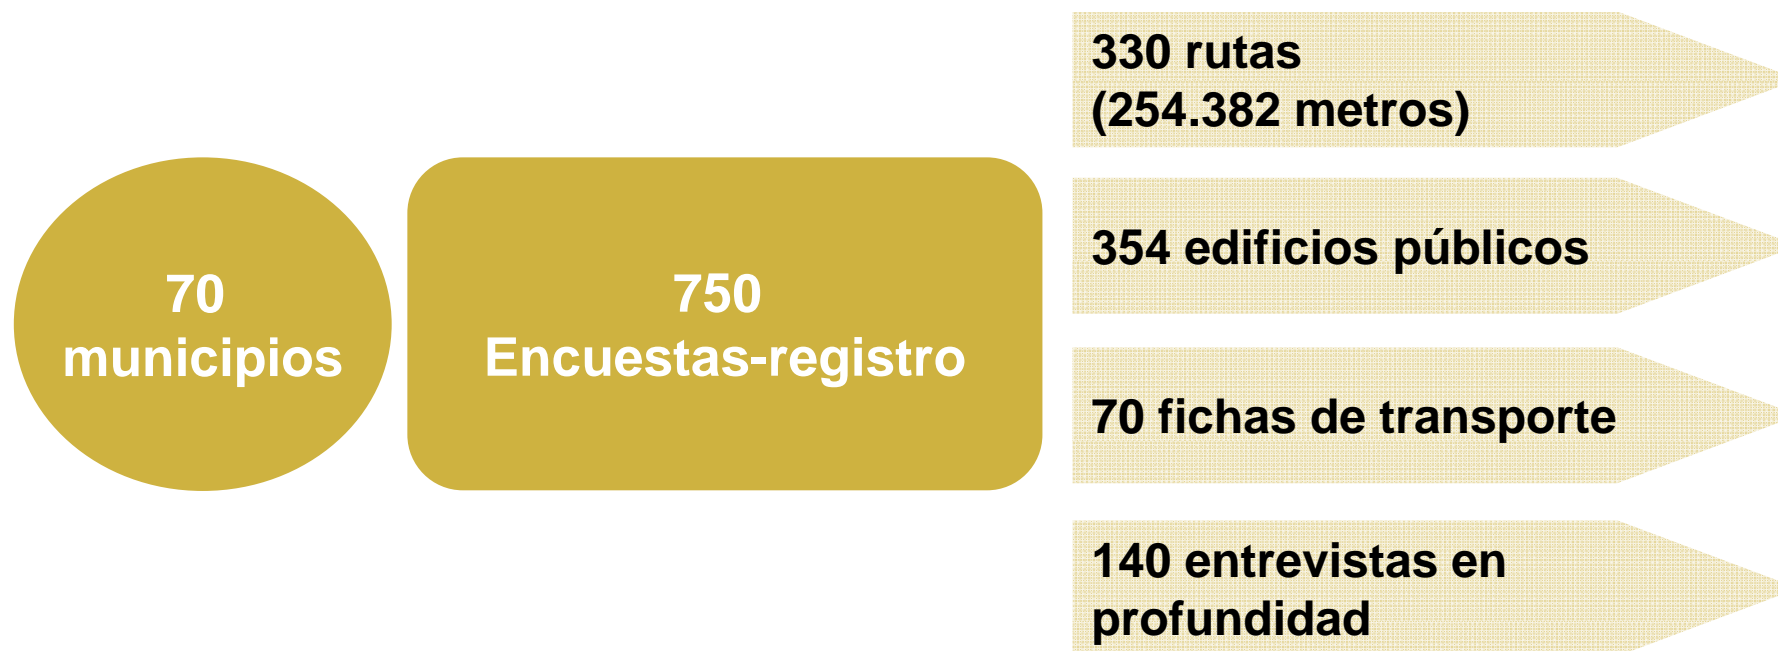 70
municipios
750
Encuestas-registro
330 rutas
(254.382 metros)
354 edificios públicos
70 fichas de transporte
140 entrevistas en
profundidad